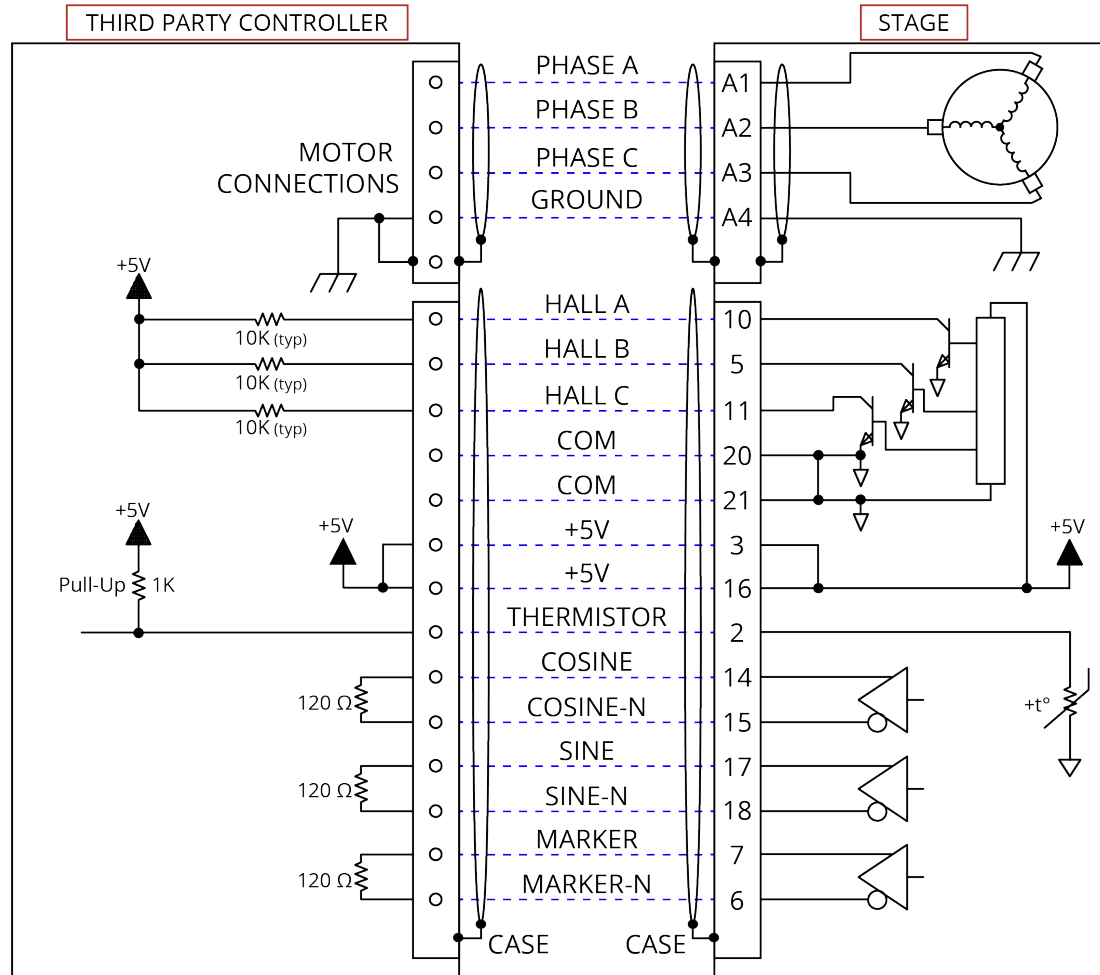 THIRD PARTY CONTROLLER
STAGE
PHASE A
A1
PHASE B
A2
MOTOR
CONNECTIONS
PHASE C
A3
GROUND
A4
+5V
HALL A
10
10K (typ)
HALL B
5
10K (typ)
HALL C
11
10K (typ)
COM
20
COM
21
+5V
+5V
+5V
3
+5V
+5V
16
Pull-Up
1K
THERMISTOR
2
COSINE
14
120 Ω
COSINE-N
15
+t°
SINE
17
120 Ω
SINE-N
18
MARKER
7
120 Ω
MARKER-N
6
CASE
CASE